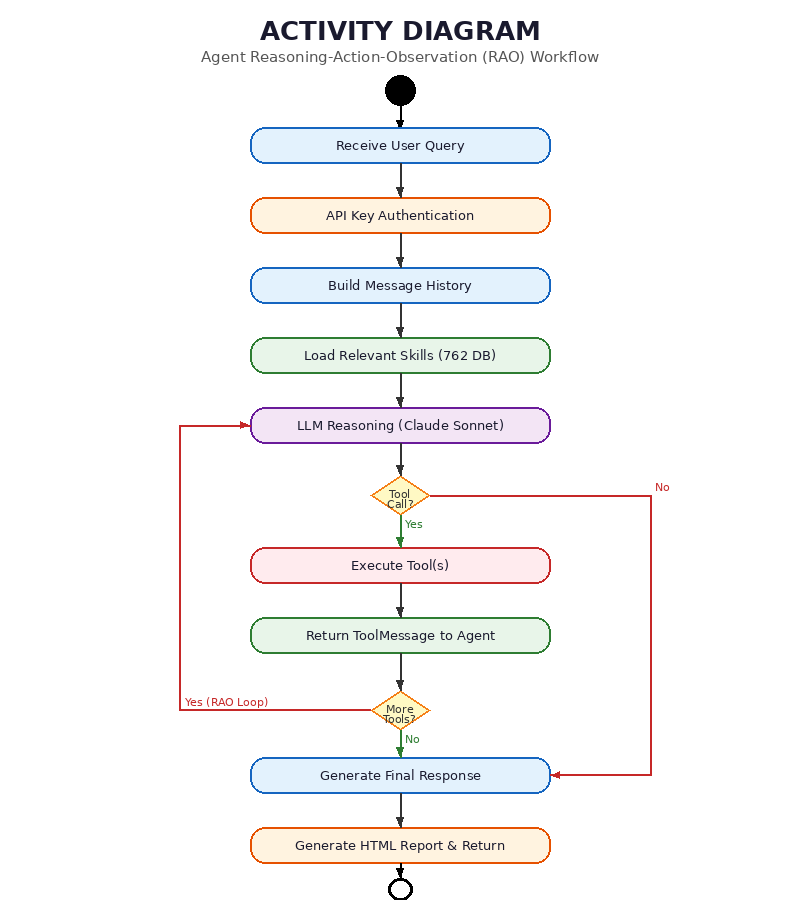 ACTIVITY DIAGRAM
Agent Reasoning-Action-Observation (RAO) Workflow
Receive User Query
API Key Authentication
Build Message History
Load Relevant Skills (762 DB)
LLM Reasoning (Claude Sonnet)
Tool
Call?
No
Yes
Execute Tool(s)
Return ToolMessage to Agent
More
Tools?
Yes (RAO Loop)
No
Generate Final Response
Generate HTML Report & Return